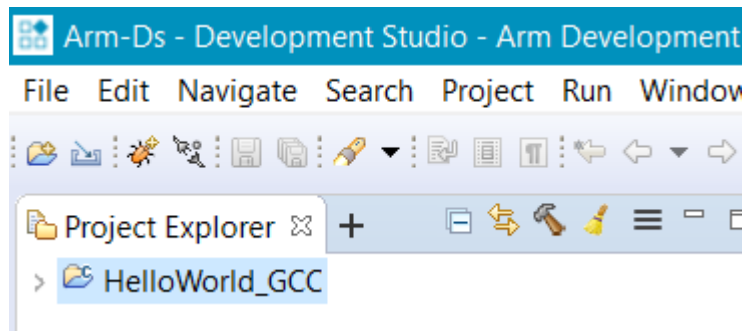 Arm-Ds - Development Studio - Arm Development
File Edit Navigate Search Project Run Window
Project Explorer
HelloWorld_GCC